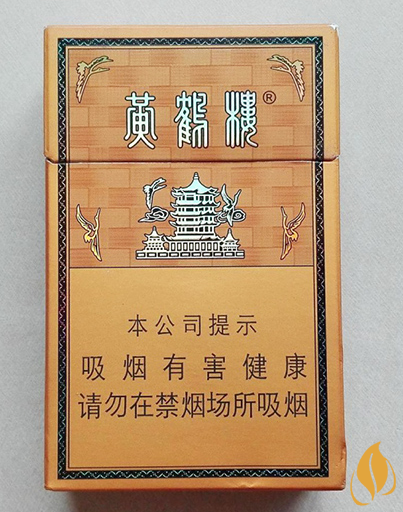 黄鹤楼®
本公司提示
吸烟有害健康
请勿在禁烟场所吸烟